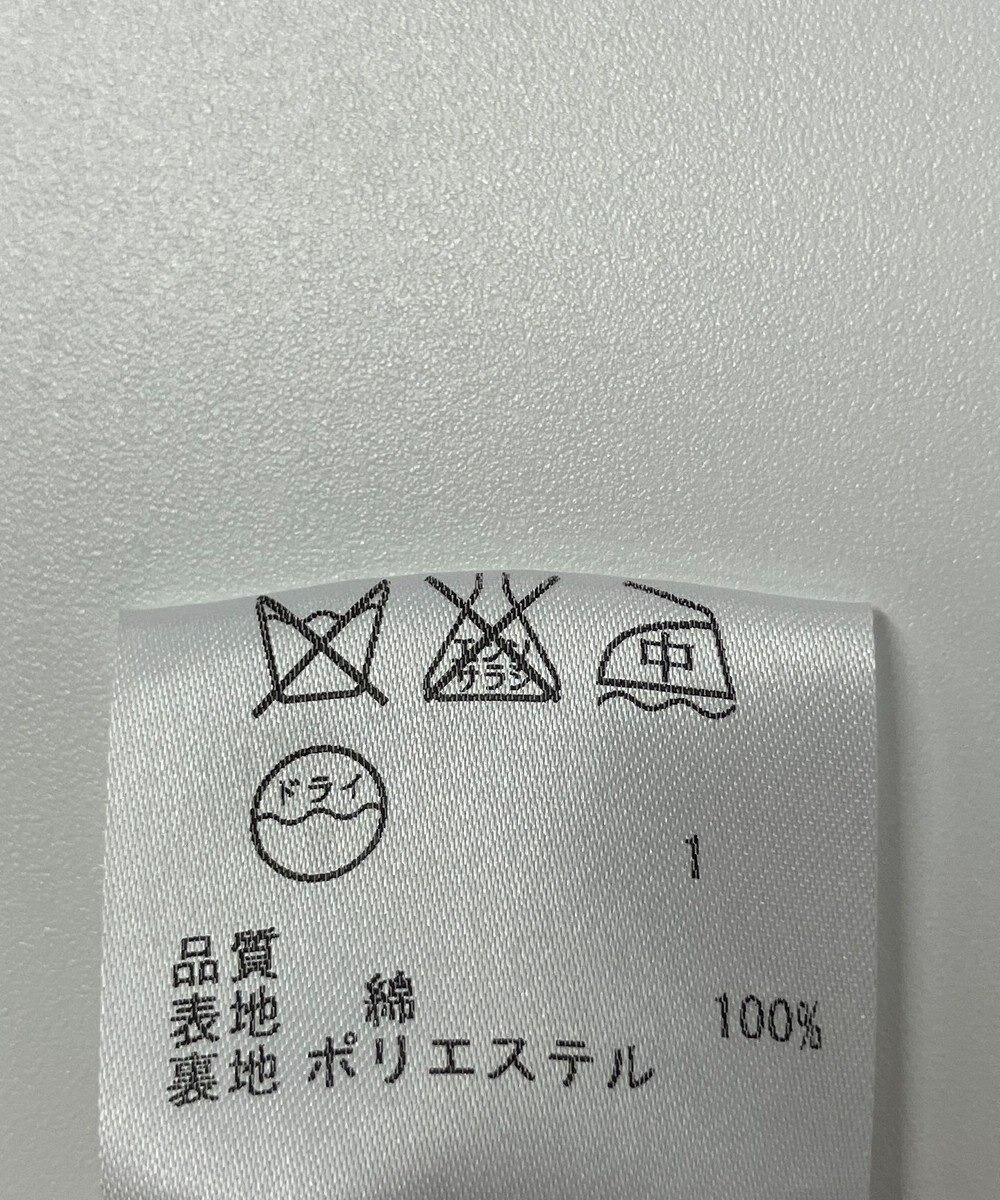 エンソ
サラシ
中
ドライ
1
品質
表地 綿 100%
裏地 ポリエステル